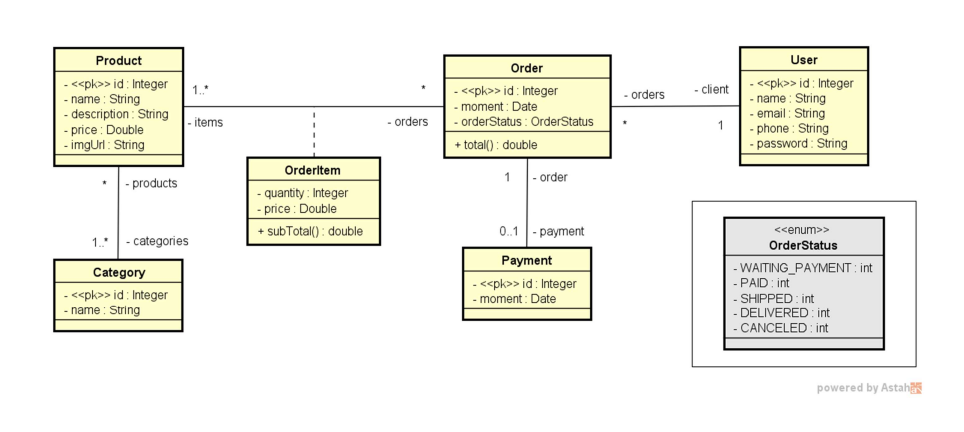 Product
- <<pk>> id : Integer
- name : String
- description : String
- price : Double
- imgUrl : String
1..*
- items
*
- orders
Order
- <<pk>> id : Integer
- moment : Date
- orderStatus : OrderStatus
+ total() : double
- orders
*
- client
1
User
- <<pk>> id : Integer
- name : String
- email : String
- phone : String
- password : String
* - products
1..* - categories
OrderItem
- quantity : Integer
- price : Double
+ subTotal() : double
1 - order
0..1 - payment
Category
- <<pk>> id : Integer
- name : String
Payment
- <<pk>> id : Integer
- moment : Date
<<enum>>
OrderStatus
- WAITING_PAYMENT : int
- PAID : int
- SHIPPED : int
- DELIVERED : int
- CANCELED : int
powered by Astah